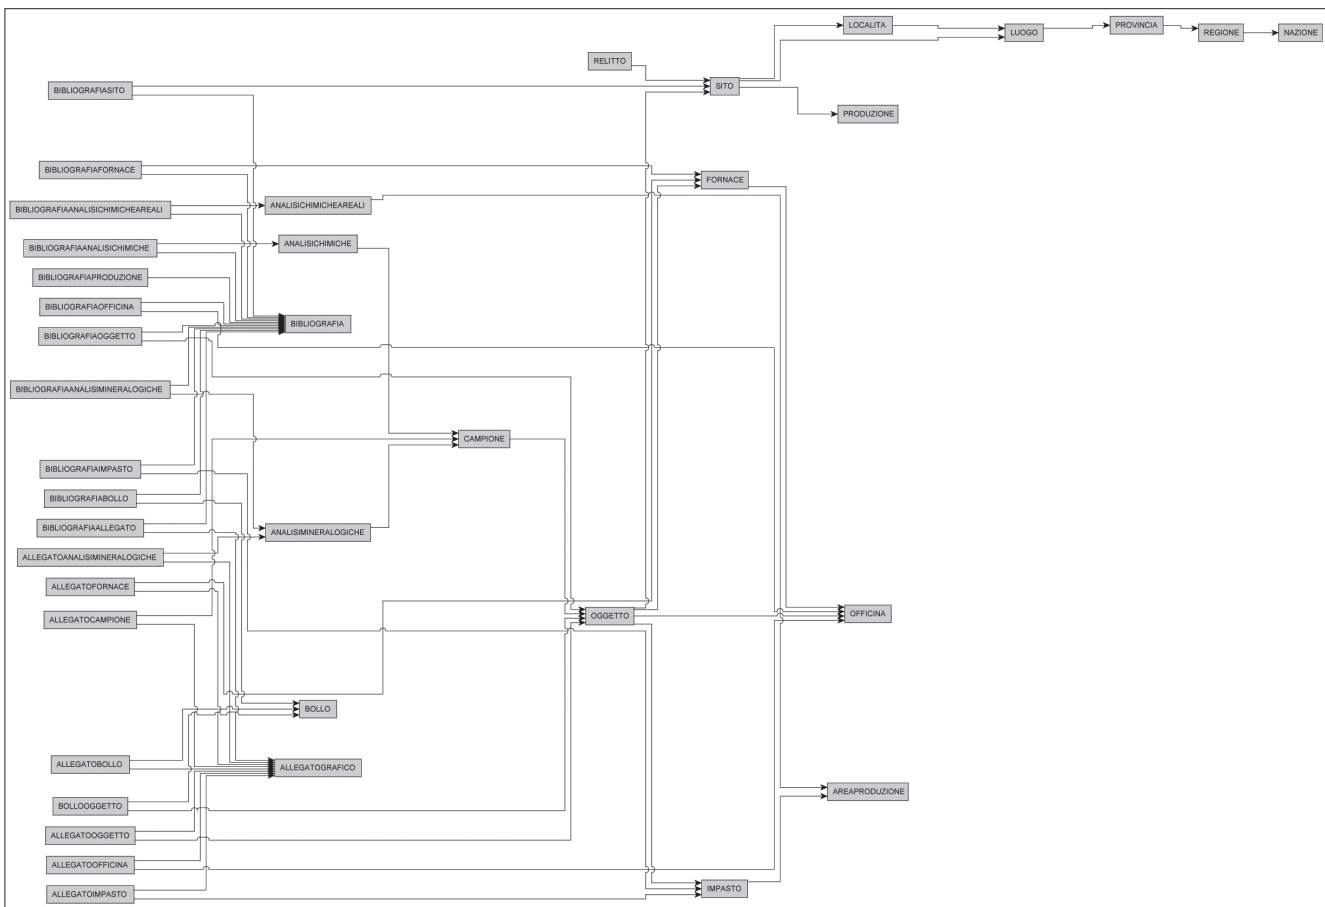 LOCALITA
PROVINCIA
LUOGO
REGIONE
NAZIONE
RELITTO
SITO
BIBLIOGRAFIASITO
PRODUZIONE
BIBLIOGRAFIAFORNACE
FORNACE
BIBLIOGRAFIAANALISICHIMICHEAREALI
ANALISICHIMICHEAREALI
BIBLIOGRAFIAANALISICHIMICHE
ANALISICHIMICHE
BIBLIOGRAFIAPRODUZIONE
BIBLIOGRAFIAOFFICINA
BIBLIOGRAFIA
BIBLIOGRAFIAOGGETTO
BIBLIOGRAFIAANALISIMINERALOGICHE
CAMPIONE
BIBLIOGRAFIAIMPASTO
BIBLIOGRAFIABOLLO
BIBLIOGRAFIAALLEGATO
ANALISIMINERALOGICHE
ALLEGATOANALISIMINERALOGICHE
ALLEGATOFORNACE
ALLEGATOCAMPIONE
OGGETTO
OFFICINA
BOLLO
ALLEGATOBOLLO
ALLEGATOGRAFICO
AREAPRODUZIONE
BOLLOOGGETTO
ALLEGATOOGGETTO
ALLEGATOOFFICINA
ALLEGATOIMPASTO
IMPASTO